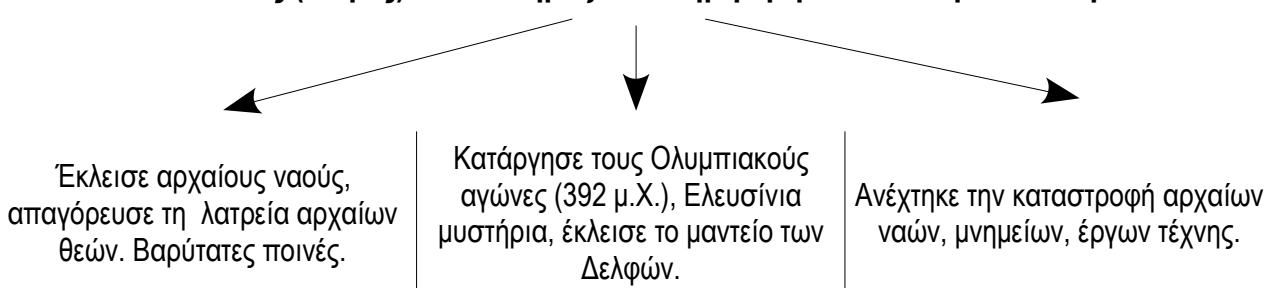 Έκλεισε αρχαίους ναούς,
απαγόρευσε τη λατρεία αρχαίων
θεών. Βαρύτατες ποινές.
Κατάργησε τους Ολυμπιακούς
αγώνες (392 μ.Χ.), Ελευσίνια
μυστήρια, έκλεισε το μαντείο των
Δελφών.
Ανέχτηκε την καταστροφή αρχαίων
ναών, μνημείων, έργων τέχνης.